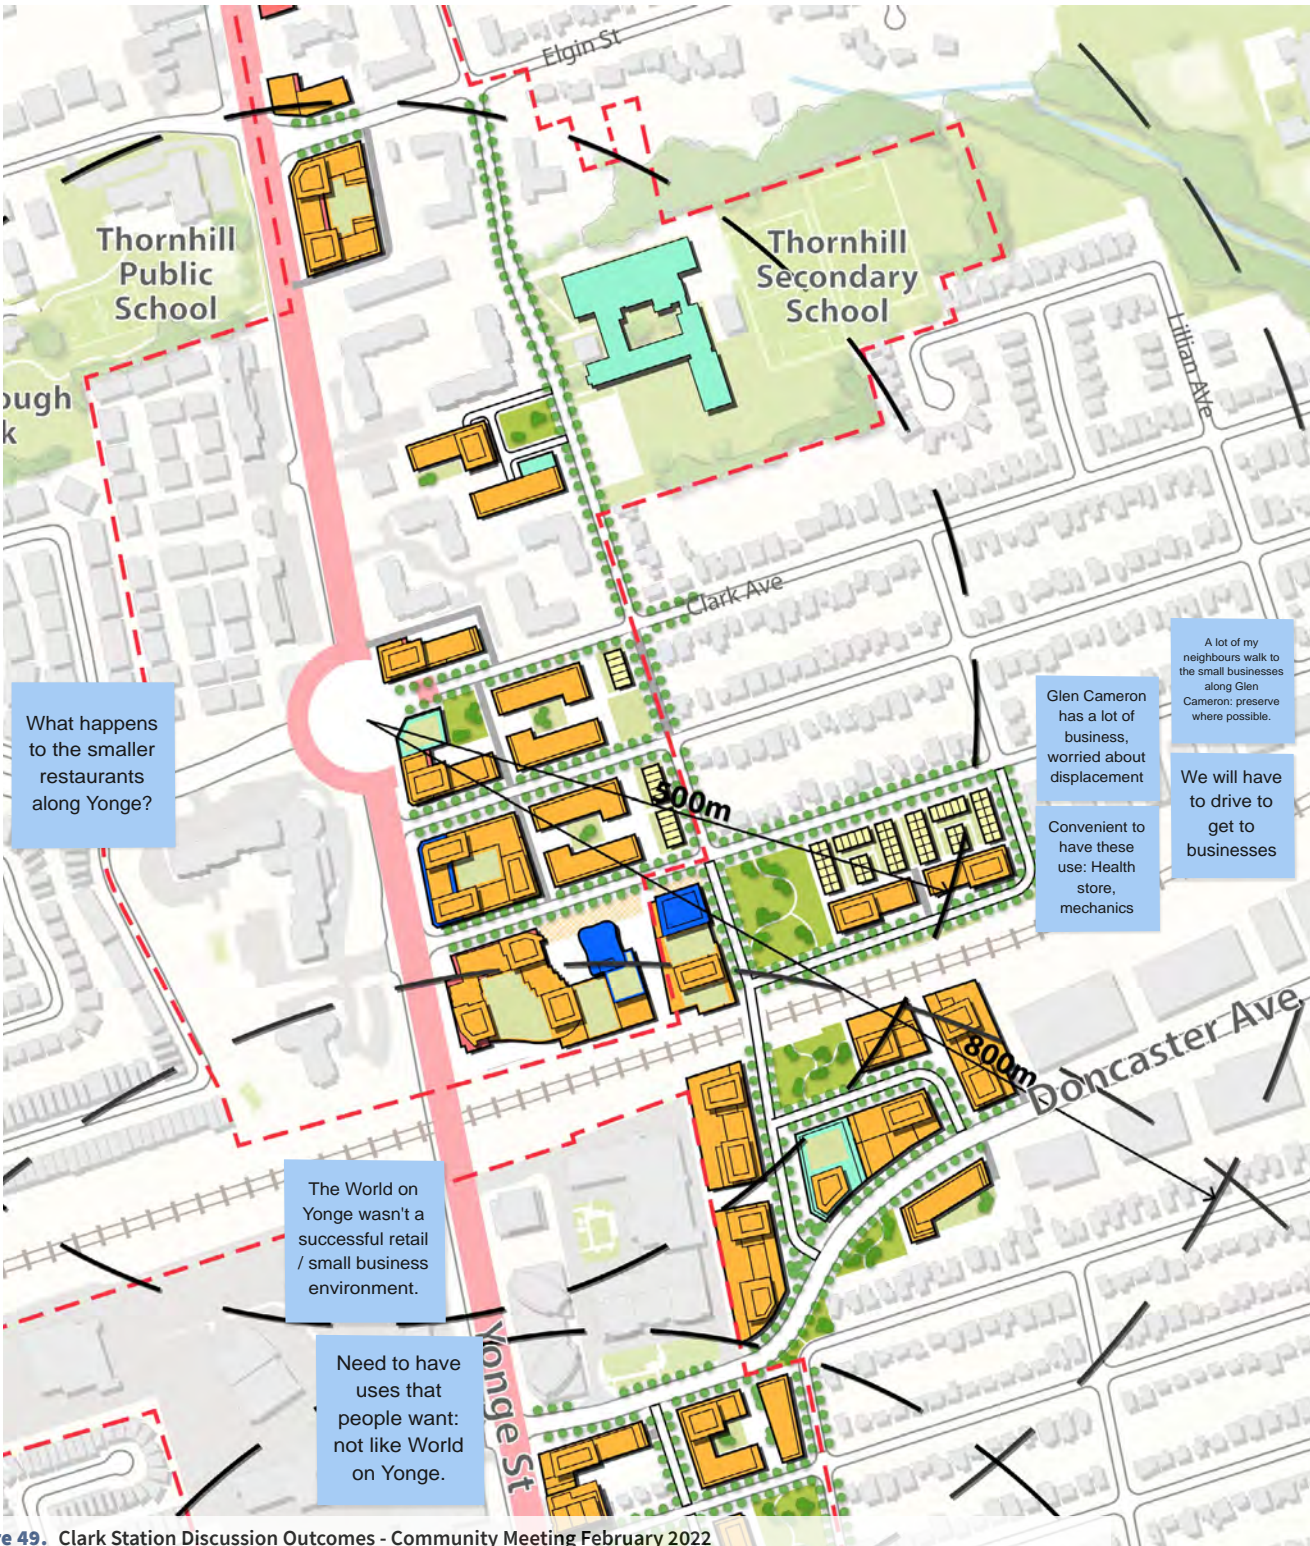 Elgin St
Thornhill
Public
School
Thornhill
Secondary
School
Lillian Ave
ough
k
Clark Ave
What happens
to the smaller
restaurants
along Yonge?
500m
Glen Cameron
has a lot of
business,
worried about
displacement
A lot of my
neighbours walk to
the small businesses
along Glen
Cameron: preserve
where possible.
Convenient to
have these
use: Health
store,
mechanics
We will have
to drive to
get to
businesses
800m
Doncaster Ave
The World on
Yonge wasn't a
successful retail
/ small business
environment.
Need to have
uses that
people want:
not like World
on Yonge.
Yonge St
e 49. Clark Station Discussion Outcomes - Community Meeting February 2022